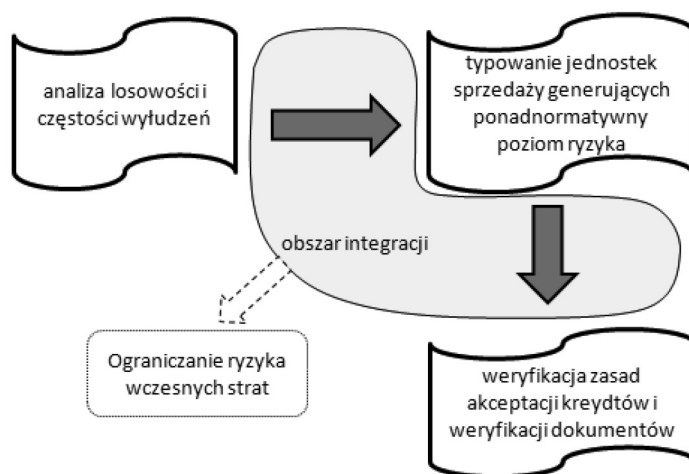 analiza losowości i
częstości wyłudzeń
typowanie jednostek
sprzedaży generujących
ponadnormatywny
poziom ryzyka
obszar integracji
Ograniczanie ryzyka
wczesnych strat
weryfikacja zasad
akceptacji kreydtów i
weryfikacji dokumentów